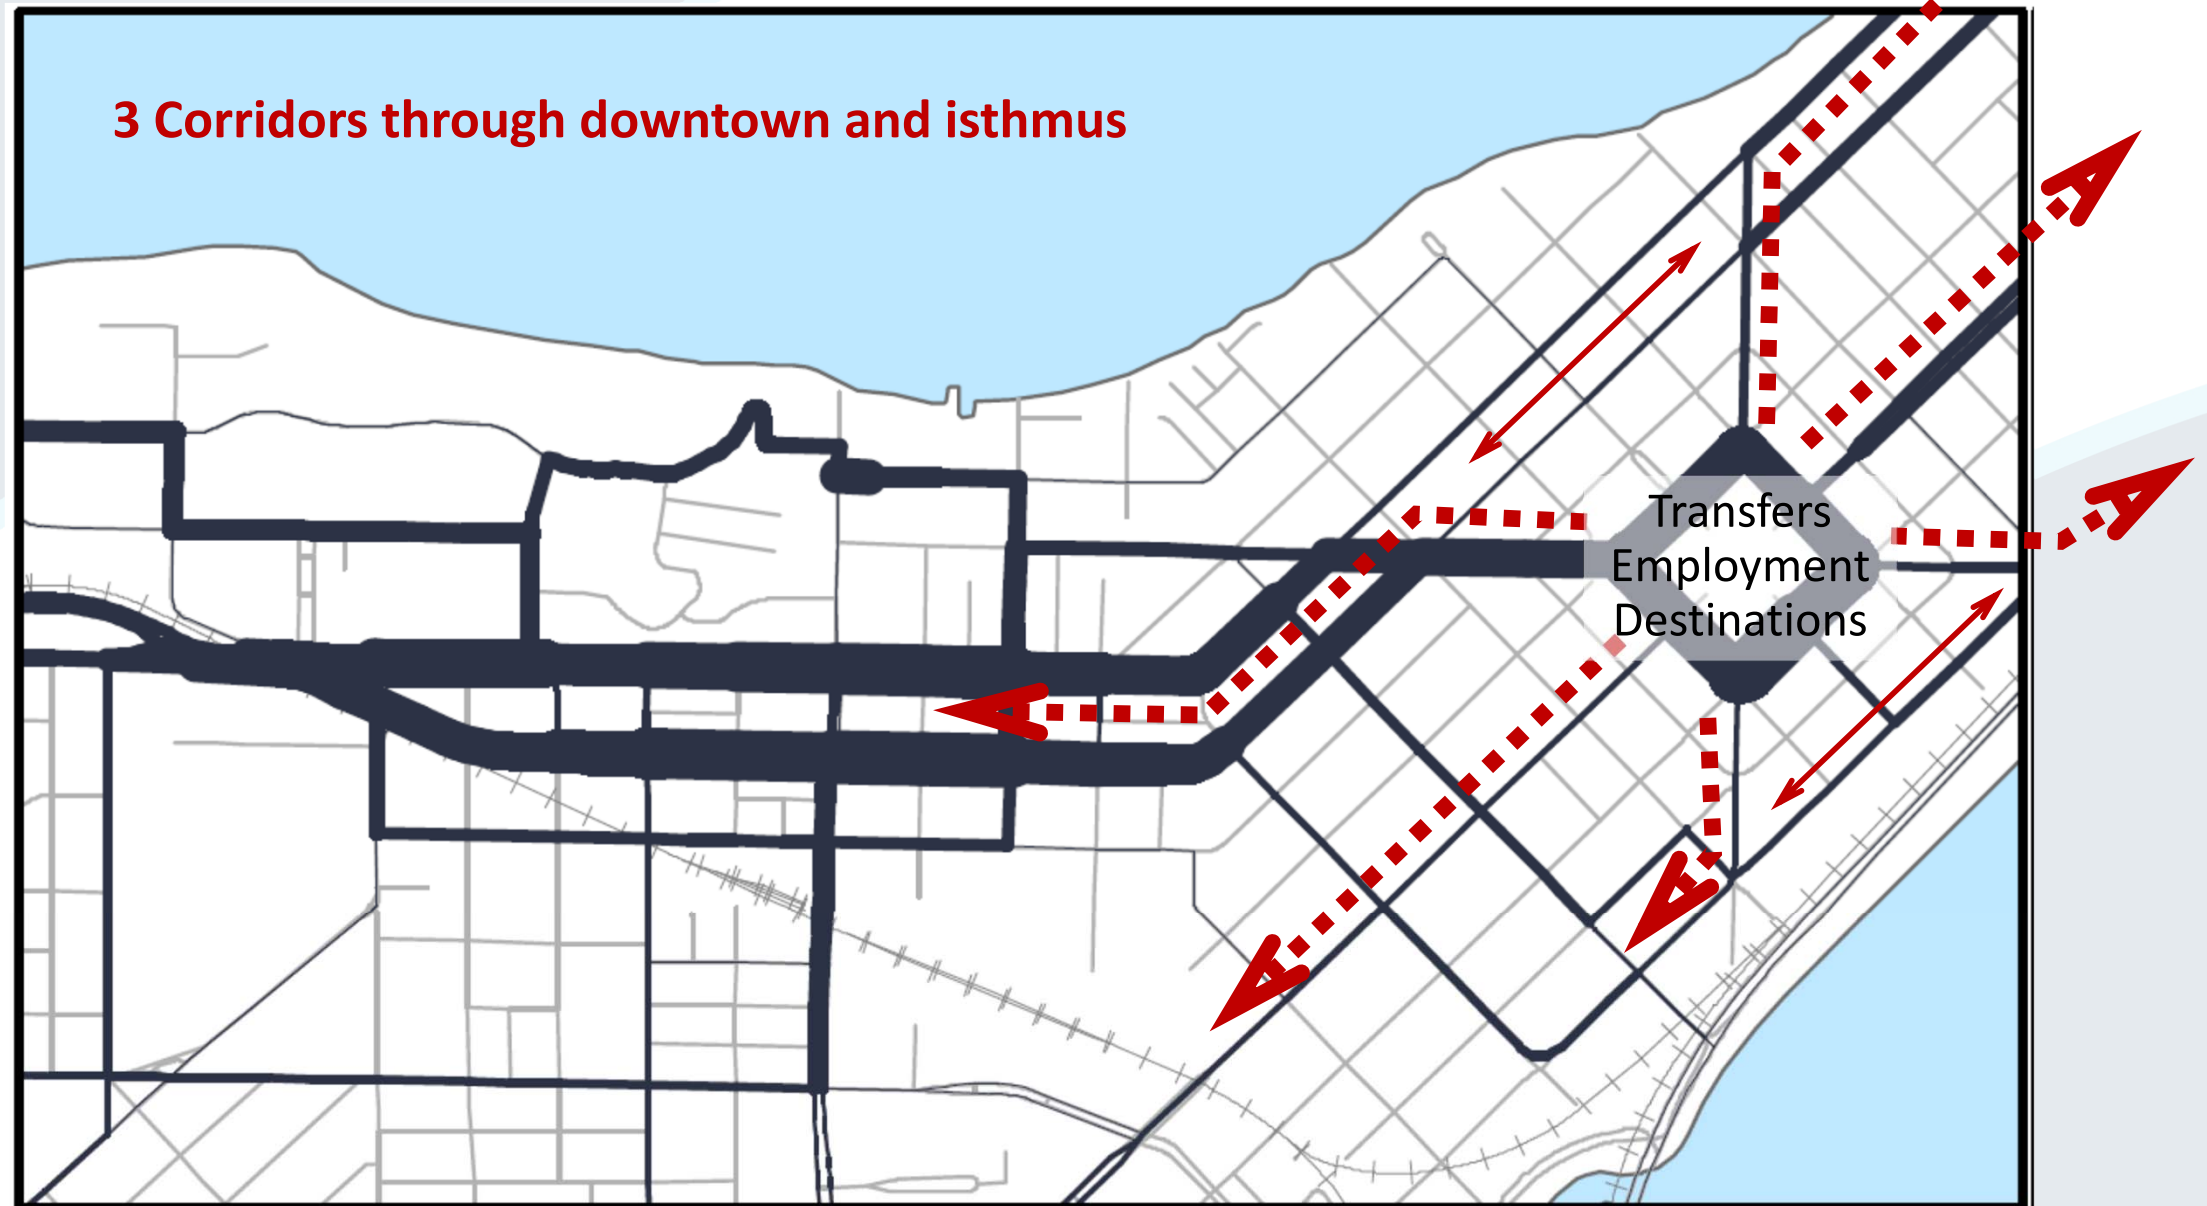 3 Corridors through downtown and isthmus
Transfers
Employment
Destinations